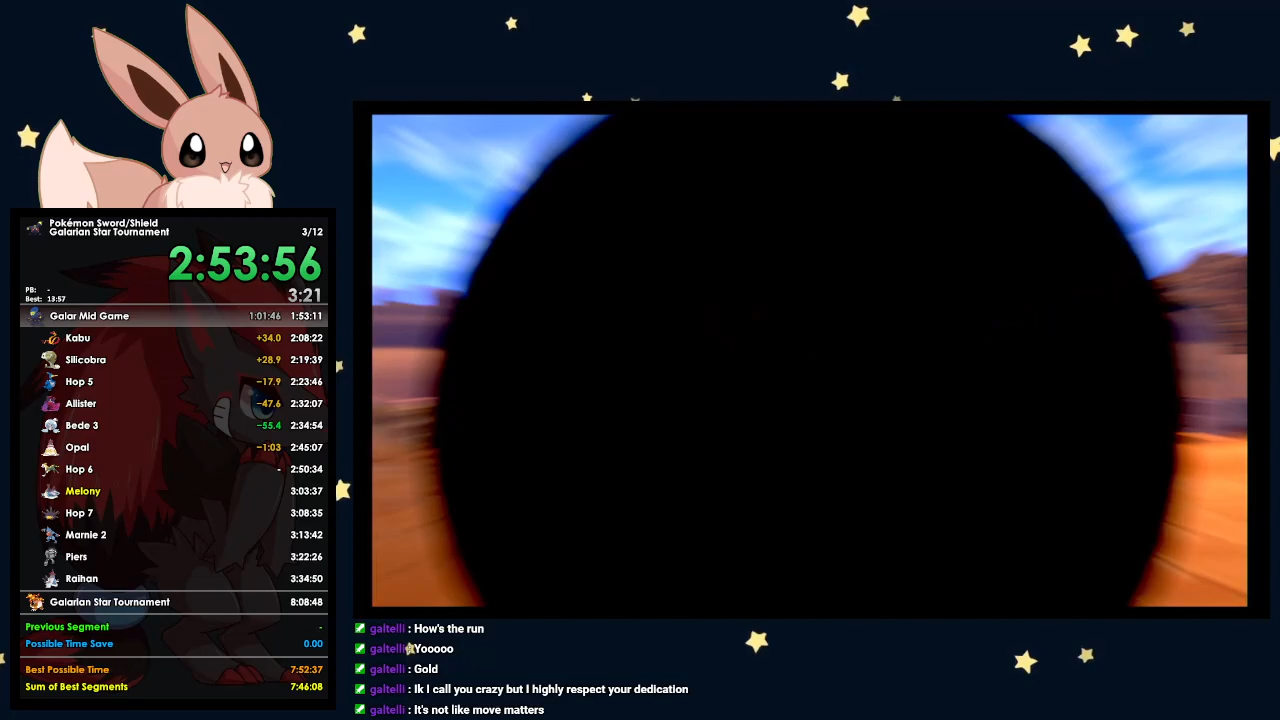 Pokémon Sword/Shield
Galarian Star Tournament 3/12
2:53:56
PB: -
Best: 13:57
3:21
Galar Mid Game 1:01:46 1:53:11
Kabu +34.0 2:08:22
Silicobra +28.9 2:19:39
Hop 5 −17.9 2:23:46
Allister −47.6 2:32:07
Bede 3 −55.4 2:34:54
Opal −1:03 2:45:07
Hop 6 - 2:50:34
Melony 3:03:37
Hop 7 3:08:35
Marnie 2 3:13:42
Piers 3:22:26
Raihan 3:34:50
Galarian Star Tournament 8:08:48
Previous Segment -
Possible Time Save 0.00
Best Possible Time 7:52:37
Sum of Best Segments 7:46:08
galtelli : How's the run
galtelli : Yooooo
galtelli : Gold
galtelli : Ik I call you crazy but I highly respect your dedication
galtelli : It's not like move matters